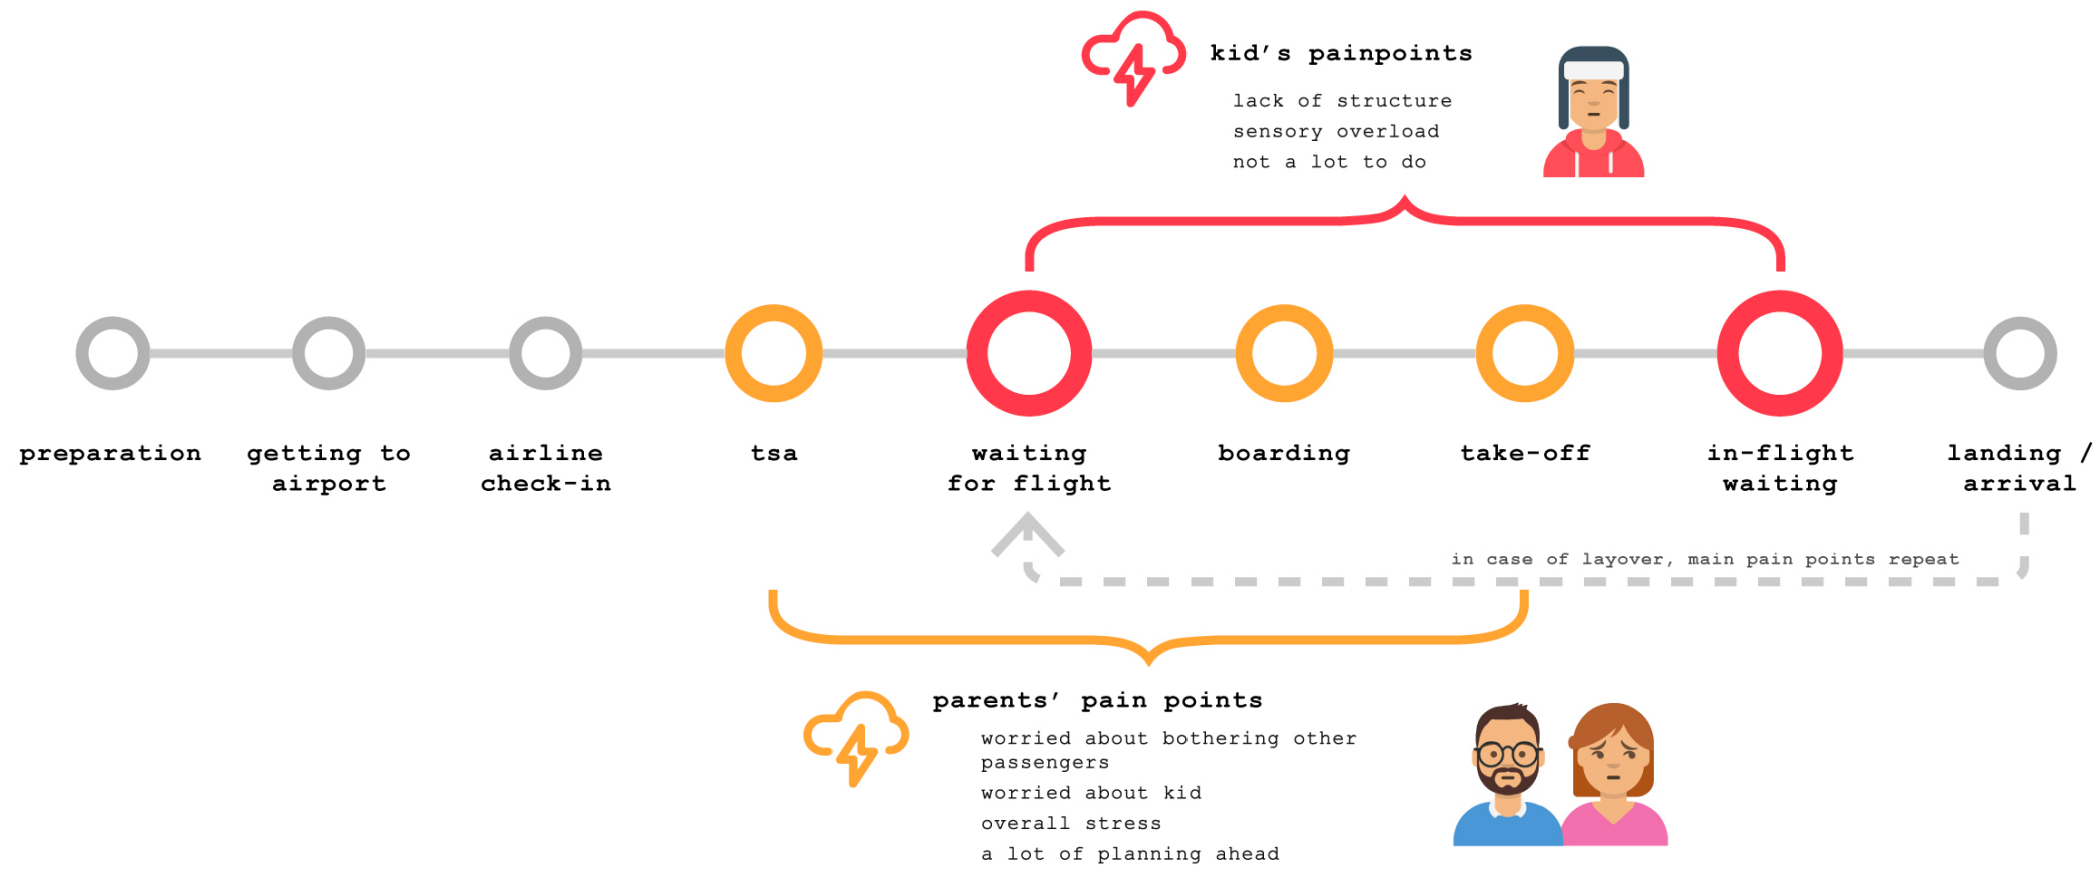 kid’s painpoints
lack of structure
sensory overload
not a lot to do
preparation
getting to
airport
airline
check-in
tsa
waiting
for flight
boarding
take-off
in-flight
waiting
landing /
arrival
in case of layover, main pain points repeat
parents’ pain points
worried about bothering other
passengers
worried about kid
overall stress
a lot of planning ahead